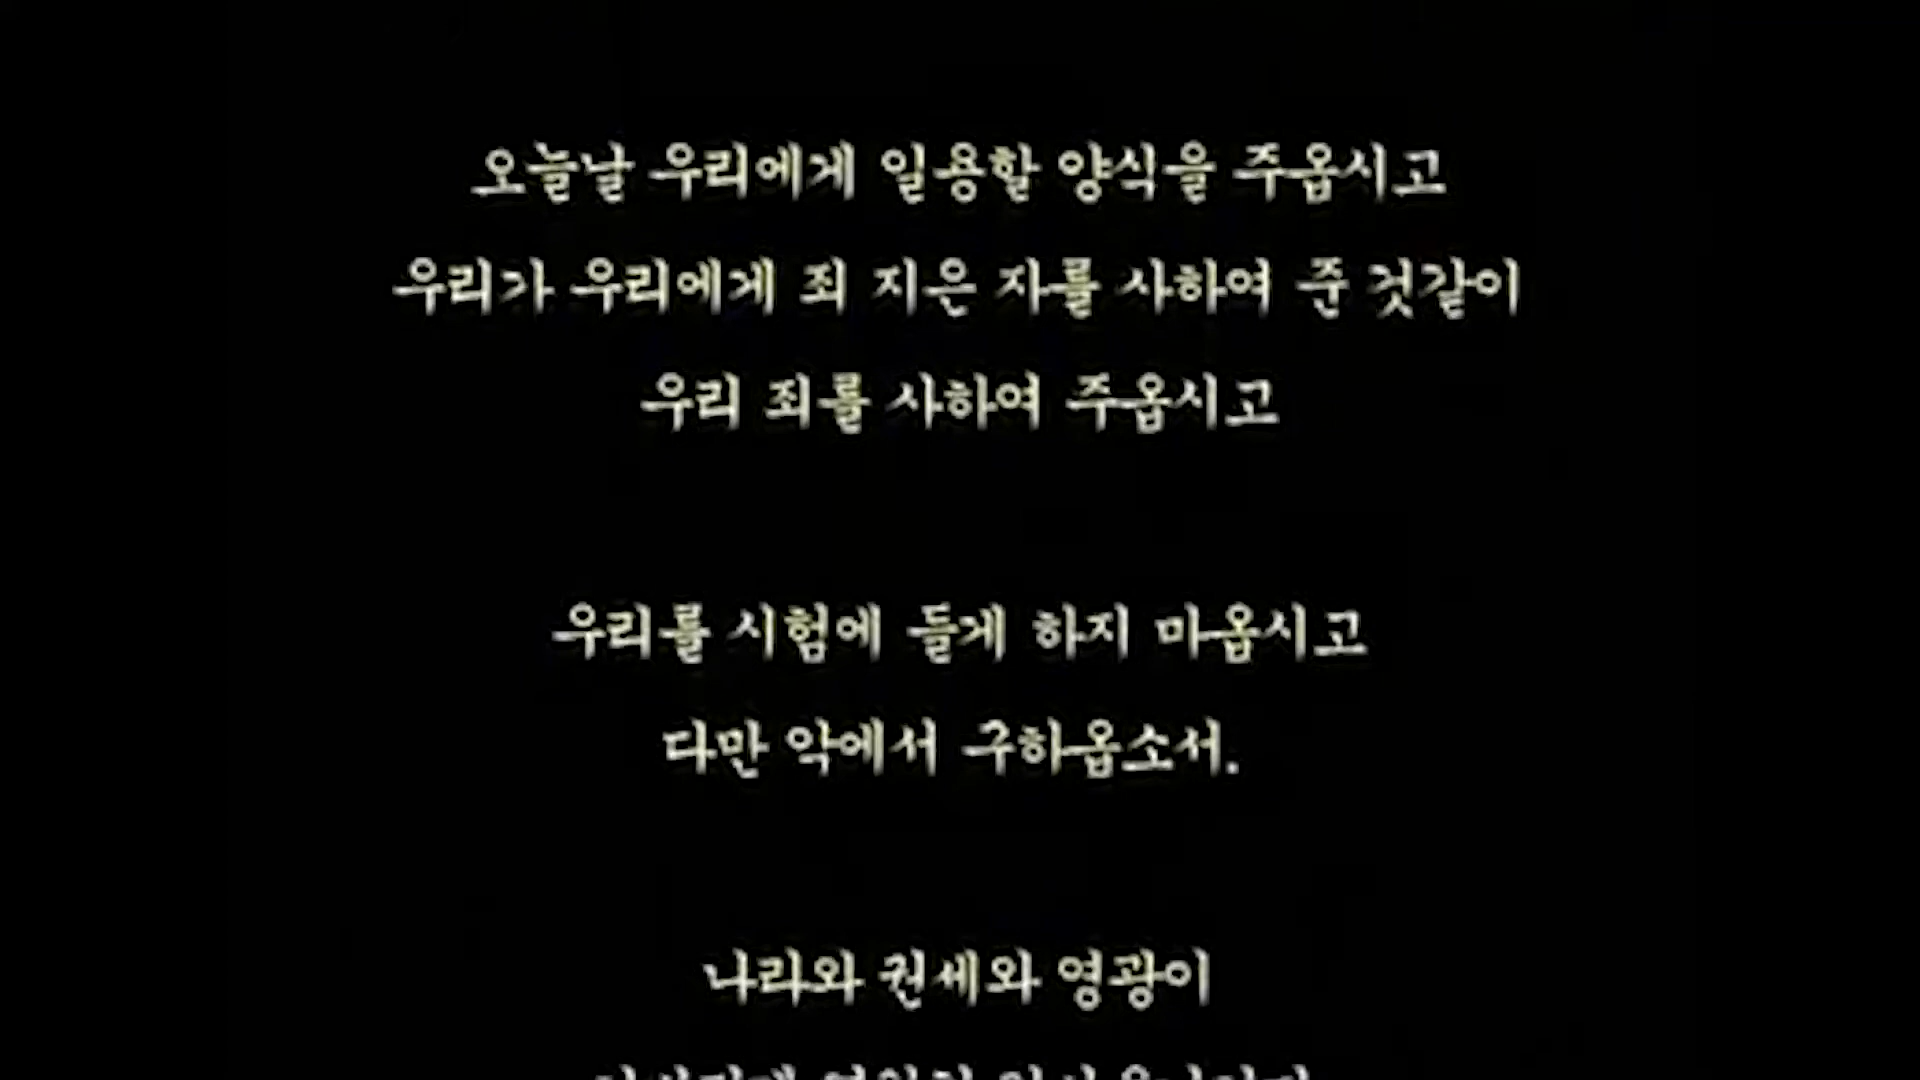 오늘날 우리에게 일용할 양식을 주옵시고
우리가 우리에게 죄 지은 자를 사하여 준 것같이
우리 죄를 사하여 주옵시고
우리를 시험에 들게 하지 마옵시고
다만 악에서 구하옵소서.
나라와 권세와 영광이